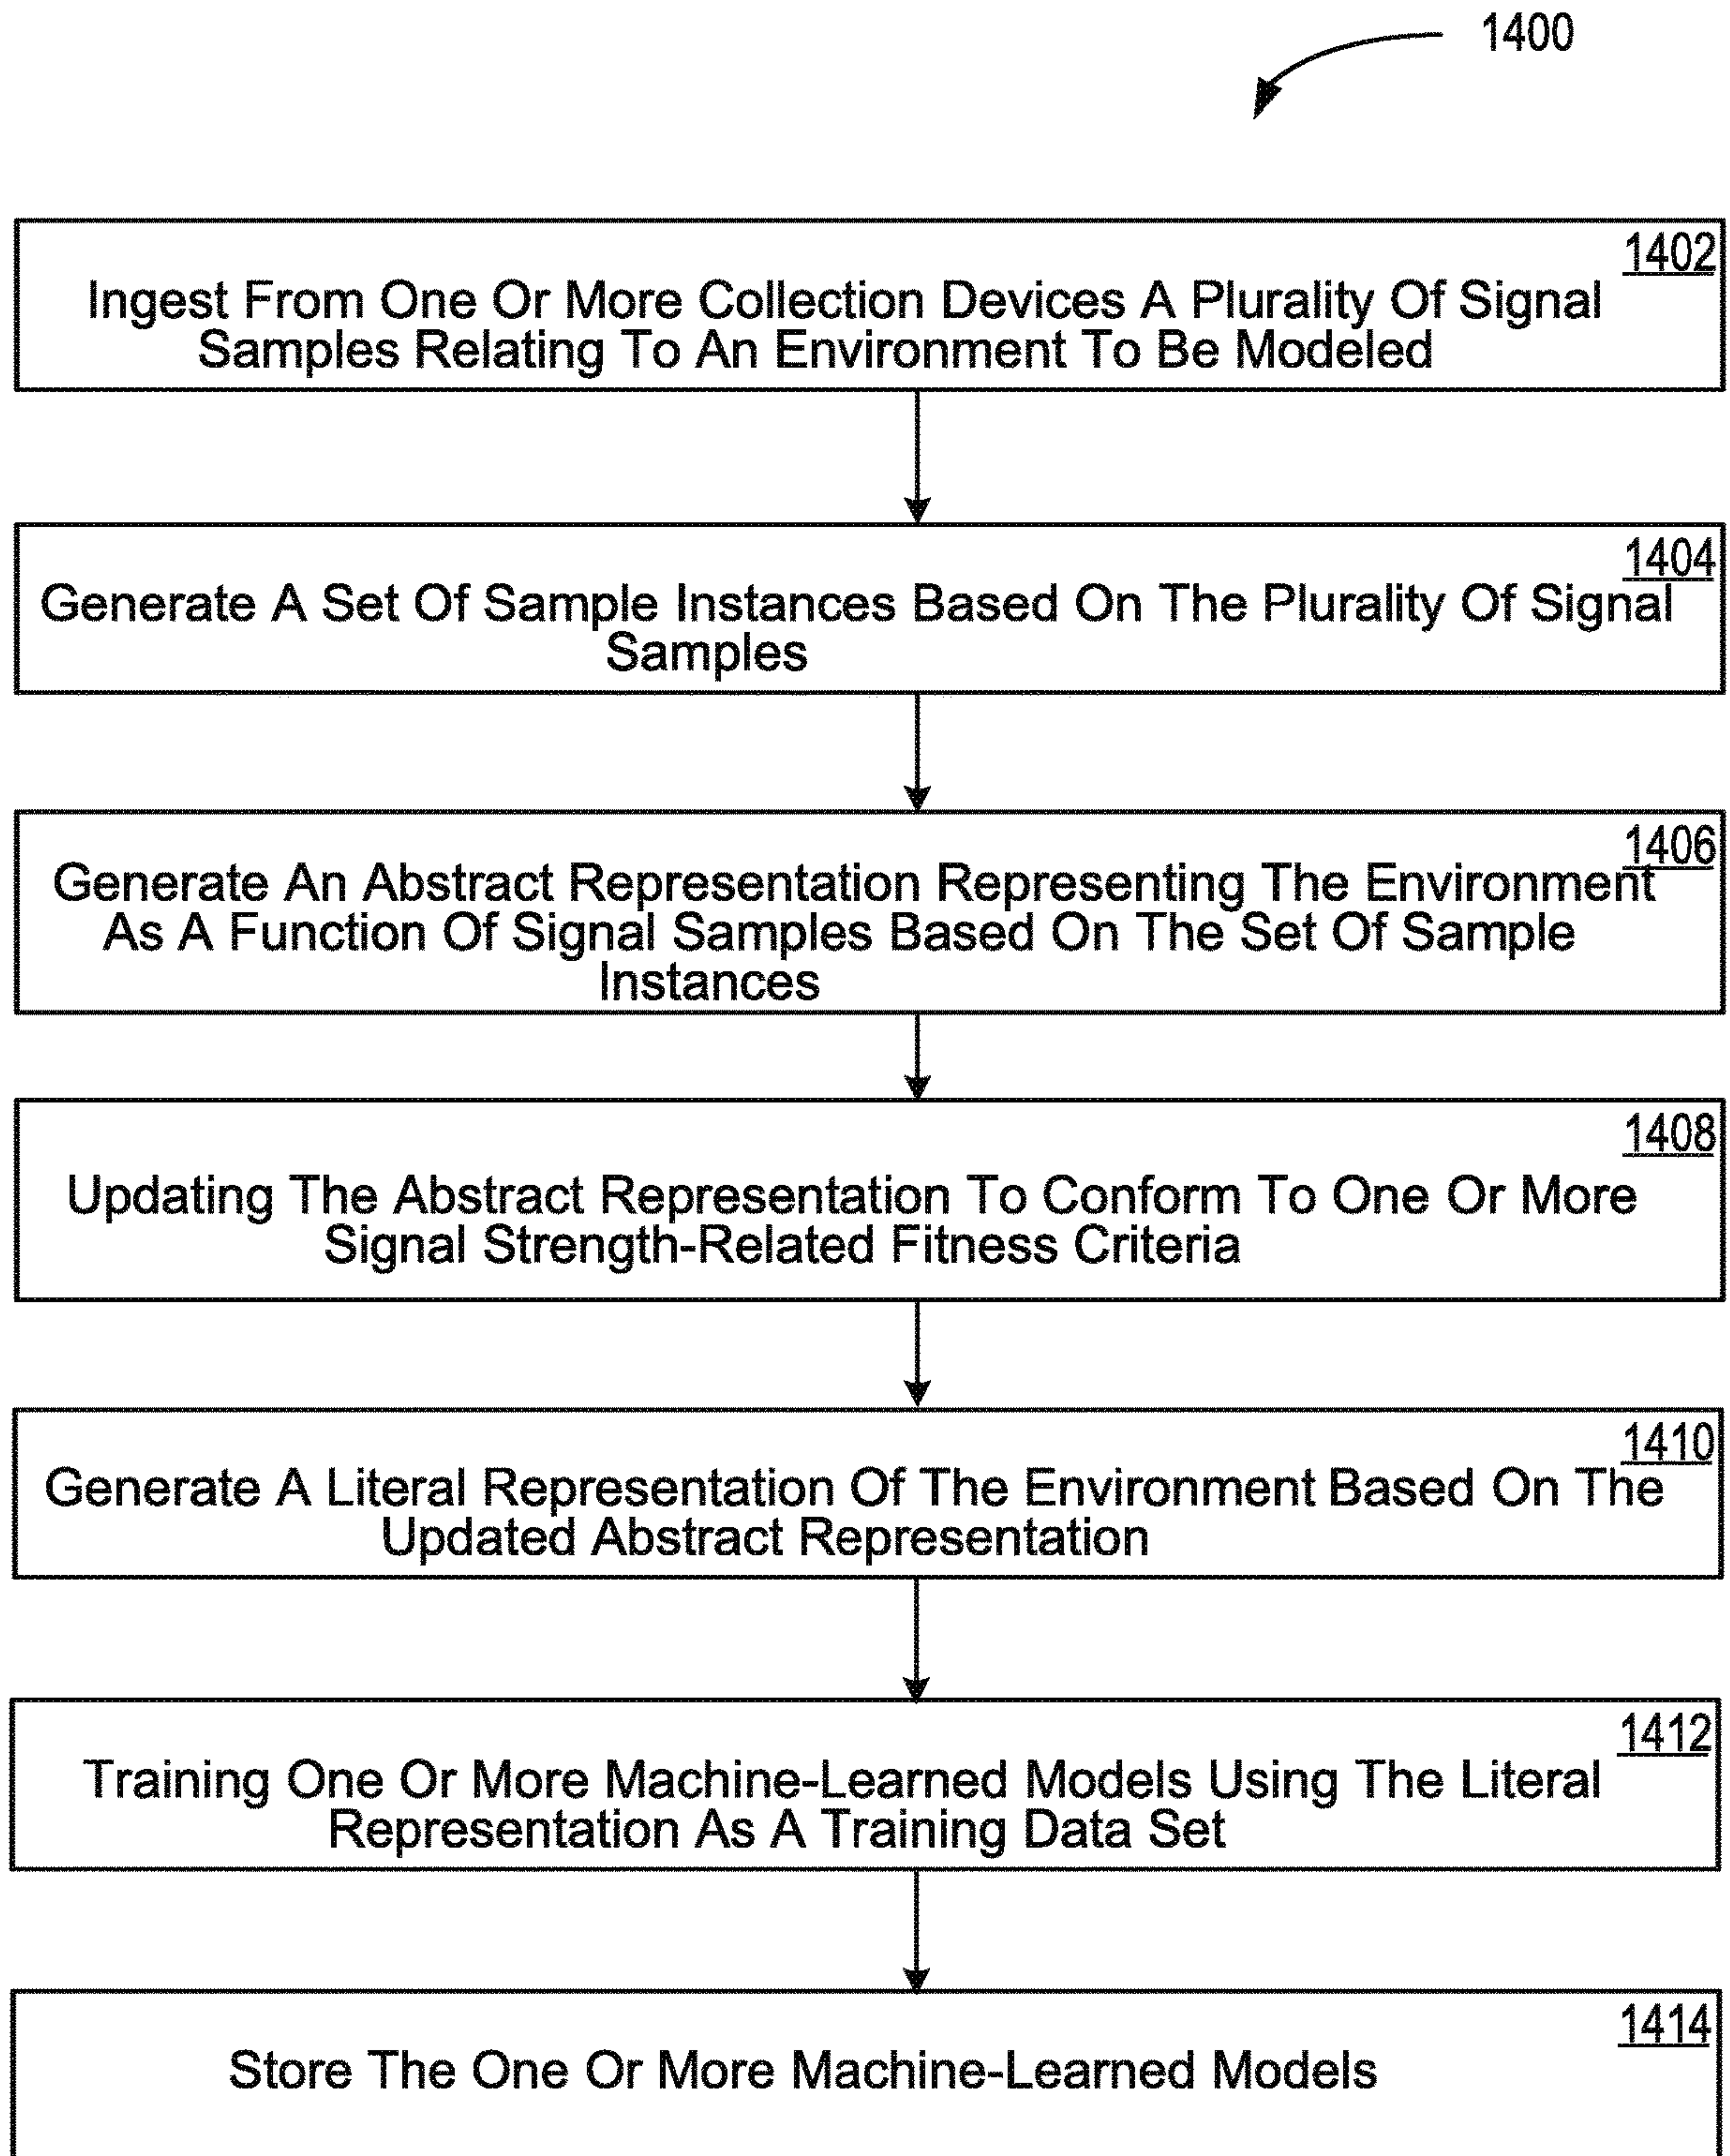 1400
1402
Ingest From One Or More Collection Devices A Plurality Of Signal
Samples Relating To An Environment To Be Modeled
1404
Generate A Set Of Sample Instances Based On The Plurality Of Signal
Samples
1406
Generate An Abstract Representation Representing The Environment
As A Function Of Signal Samples Based On The Set Of Sample
Instances
1408
Updating The Abstract Representation To Conform To One Or More
Signal Strength-Related Fitness Criteria
1410
Generate A Literal Representation Of The Environment Based On The
Updated Abstract Representation
1412
Training One Or More Machine-Learned Models Using The Literal
Representation As A Training Data Set
1414
Store The One Or More Machine-Learned Models